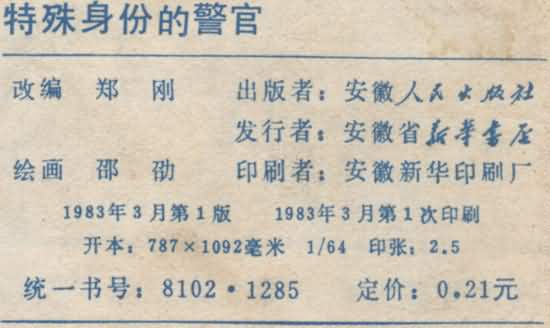 特殊身份的警官
改编 郑 刚 出版者：安徽人民出版社
发行者：安徽省新华书店
绘画 邵 劭 印刷者：安徽新华印刷厂
1983年3月第1版 1983年3月第1次印刷
开本：787×1092毫米 1/64 印张：2.5
统一书号：8102·1285 定价：0.21元